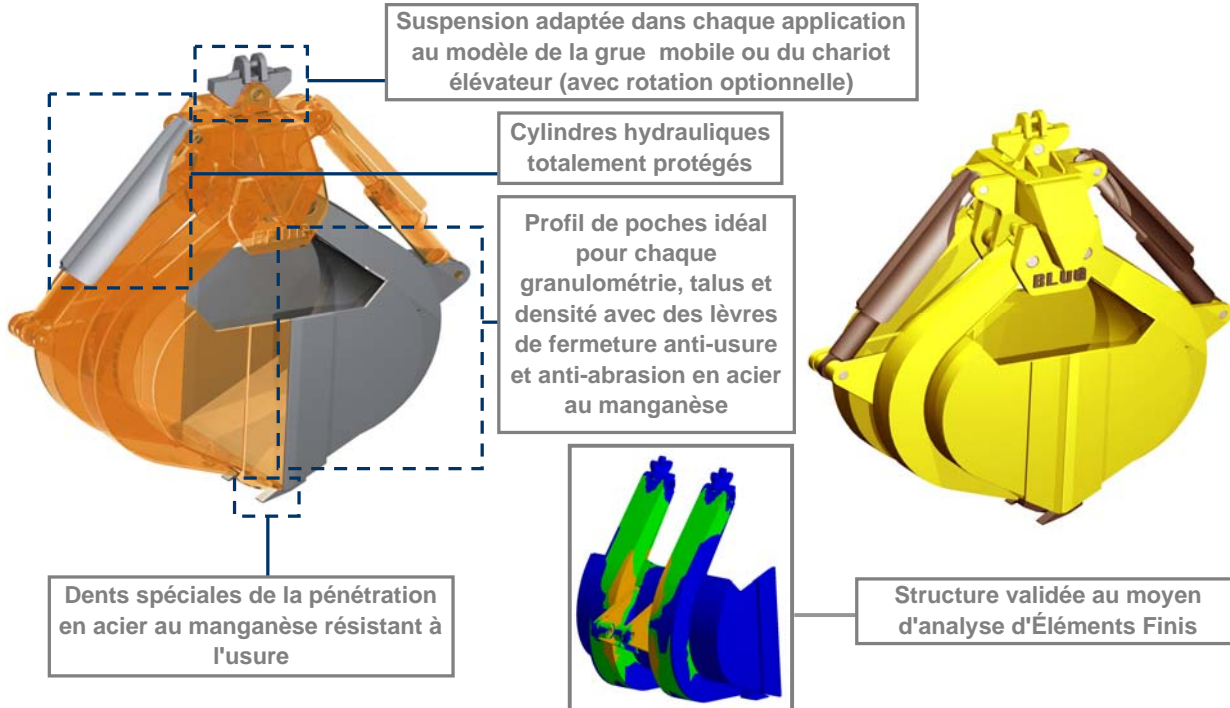 Suspension adaptée dans chaque application
au modèle de la grue mobile ou du chariot
élévateur (avec rotation optionnelle)
Cylindres hydrauliques
totalement protégés
Profil de poches idéal
pour chaque
granulométrie, talus et
densité avec des lèvres
de fermeture anti-usure
et anti-abrasion en acier
au manganèse
BLUG
Dents spéciales de la pénétration
en acier au manganèse résistant à
l'usure
Structure validée au moyen
d'analyse d'Éléments Finis